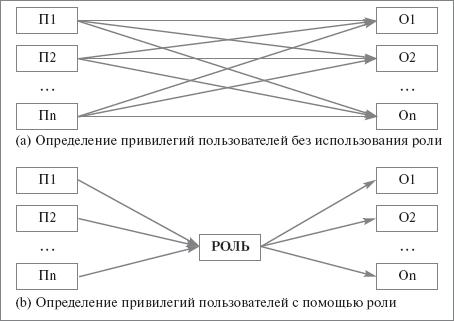 П1 О1
П2 О2
... ...
Пn Оn
(a) Определение привилегий пользователей без использования роли
П1 О1
П2 О2
РОЛЬ
... ...
Пn Оn
(b) Определение привилегий пользователей с помощью роли